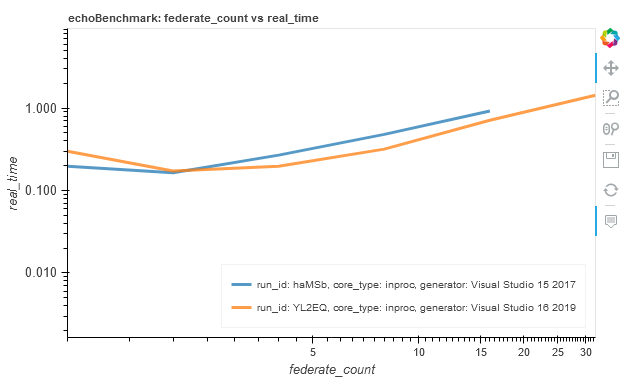 echoBenchmark: federate_count vs real_time
real_time
1.000
0.100
0.010
run_id: haMSb, core_type: inproc, generator: Visual Studio 15 2017
run_id: YL2EQ, core_type: inproc, generator: Visual Studio 16 2019
5 10 15 20 25 30
federate_count